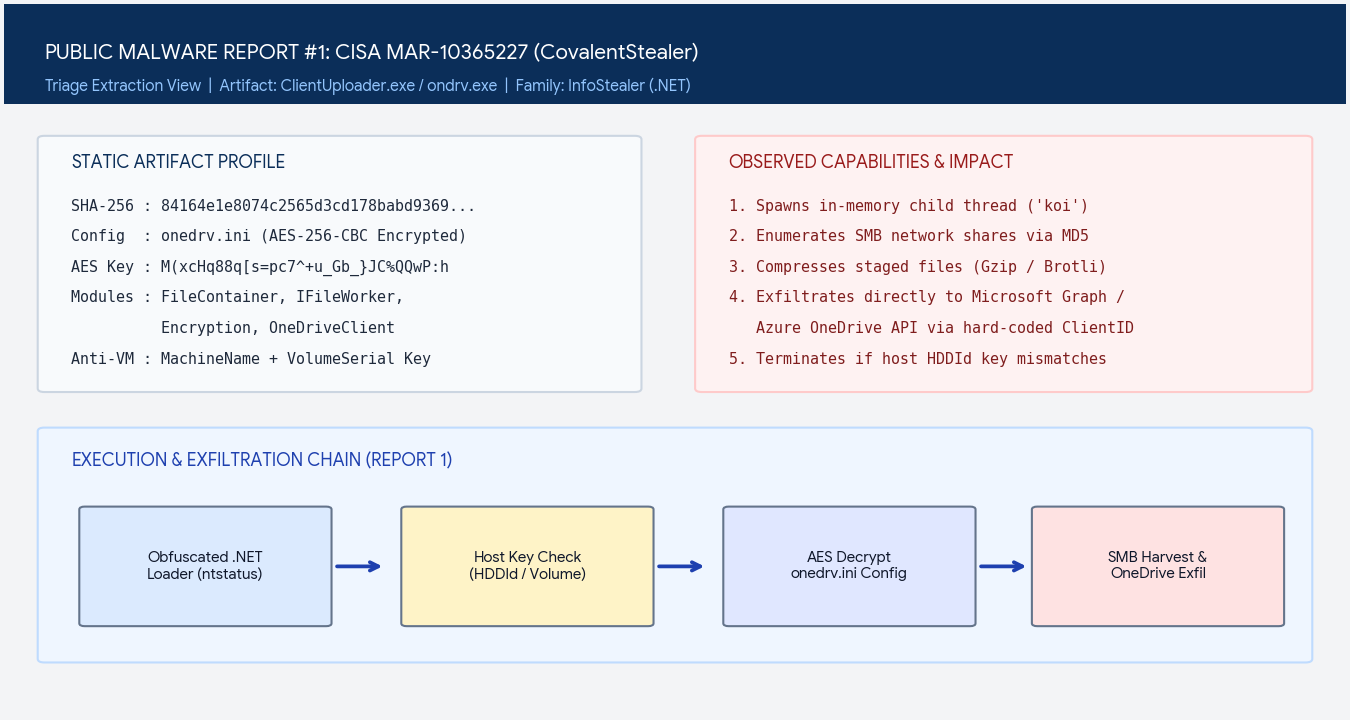 PUBLIC MALWARE REPORT #1: CISA MAR-10365227 (CovalentStealer)
Triage Extraction View | Artifact: ClientUploader.exe / ondrv.exe | Family: InfoStealer (.NET)
STATIC ARTIFACT PROFILE
SHA-256 : 84164e1e8074c2565d3cd178babd9369...
Config  : onedrv.ini (AES-256-CBC Encrypted)
AES Key : M(xcHq88q[s=pc7^+u_Gb_}JC%QQwP:h
Modules : FileContainer, IFileWorker,
Encryption, OneDriveClient
Anti-VM : MachineName + VolumeSerial Key
OBSERVED CAPABILITIES & IMPACT
1. Spawns in-memory child thread ('koi')
2. Enumerates SMB network shares via MD5
3. Compresses staged files (Gzip / Brotli)
4. Exfiltrates directly to Microsoft Graph /
Azure OneDrive API via hard-coded ClientID
5. Terminates if host HDDId key mismatches
EXECUTION & EXFILTRATION CHAIN (REPORT 1)
Obfuscated .NET
Loader (ntstatus)
Host Key Check
(HDDId / Volume)
AES Decrypt
onedrv.ini Config
SMB Harvest &
OneDrive Exfil